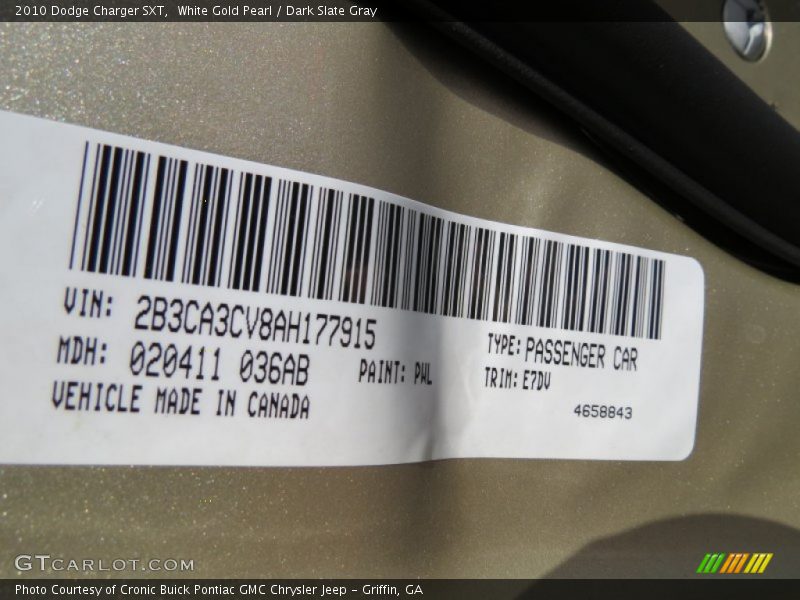 2010 Dodge Charger SXT, White Gold Pearl / Dark Slate Gray
VIN: 2B3CA3CV8AH177915
TYPE: PASSENGER CAR
MDH: 020411 036AB
PAINT: PWL
TRIM: E7DV
VEHICLE MADE IN CANADA
4658843
GTCARLOT.COM
Photo Courtesy of Cronic Buick Pontiac GMC Chrysler Jeep - Griffin, GA